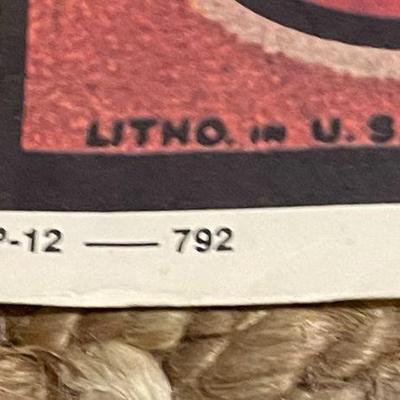 LITHO. IN U. S
P-12 —— 792